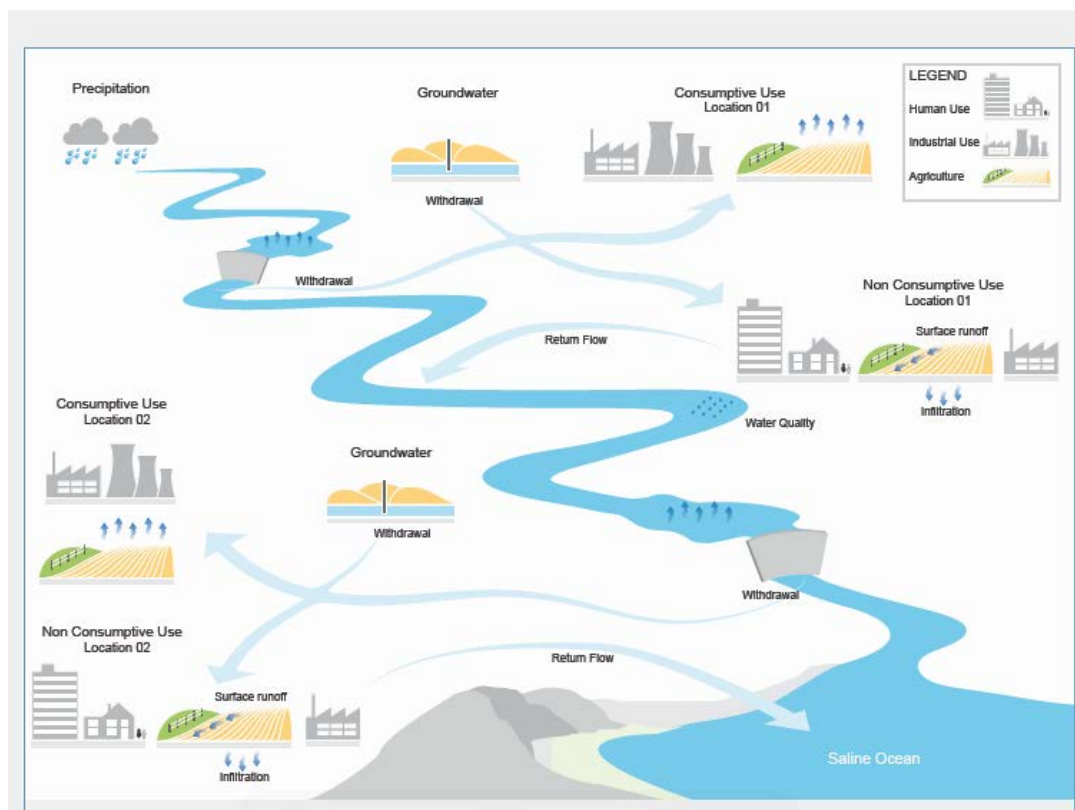 Precipitation
Groundwater
Withdrawal
Consumptive Use
Location 01
LEGEND
Human Use
Industrial Use
Agriculture
Withdrawal
Non Consumptive Use
Location 01
Surface runoff
Infiltration
Return Flow
Water Quality
Consumptive Use
Location 02
Groundwater
Withdrawal
Withdrawal
Non Consumptive Use
Location 02
Surface runoff
Infiltration
Return Flow
Saline Ocean